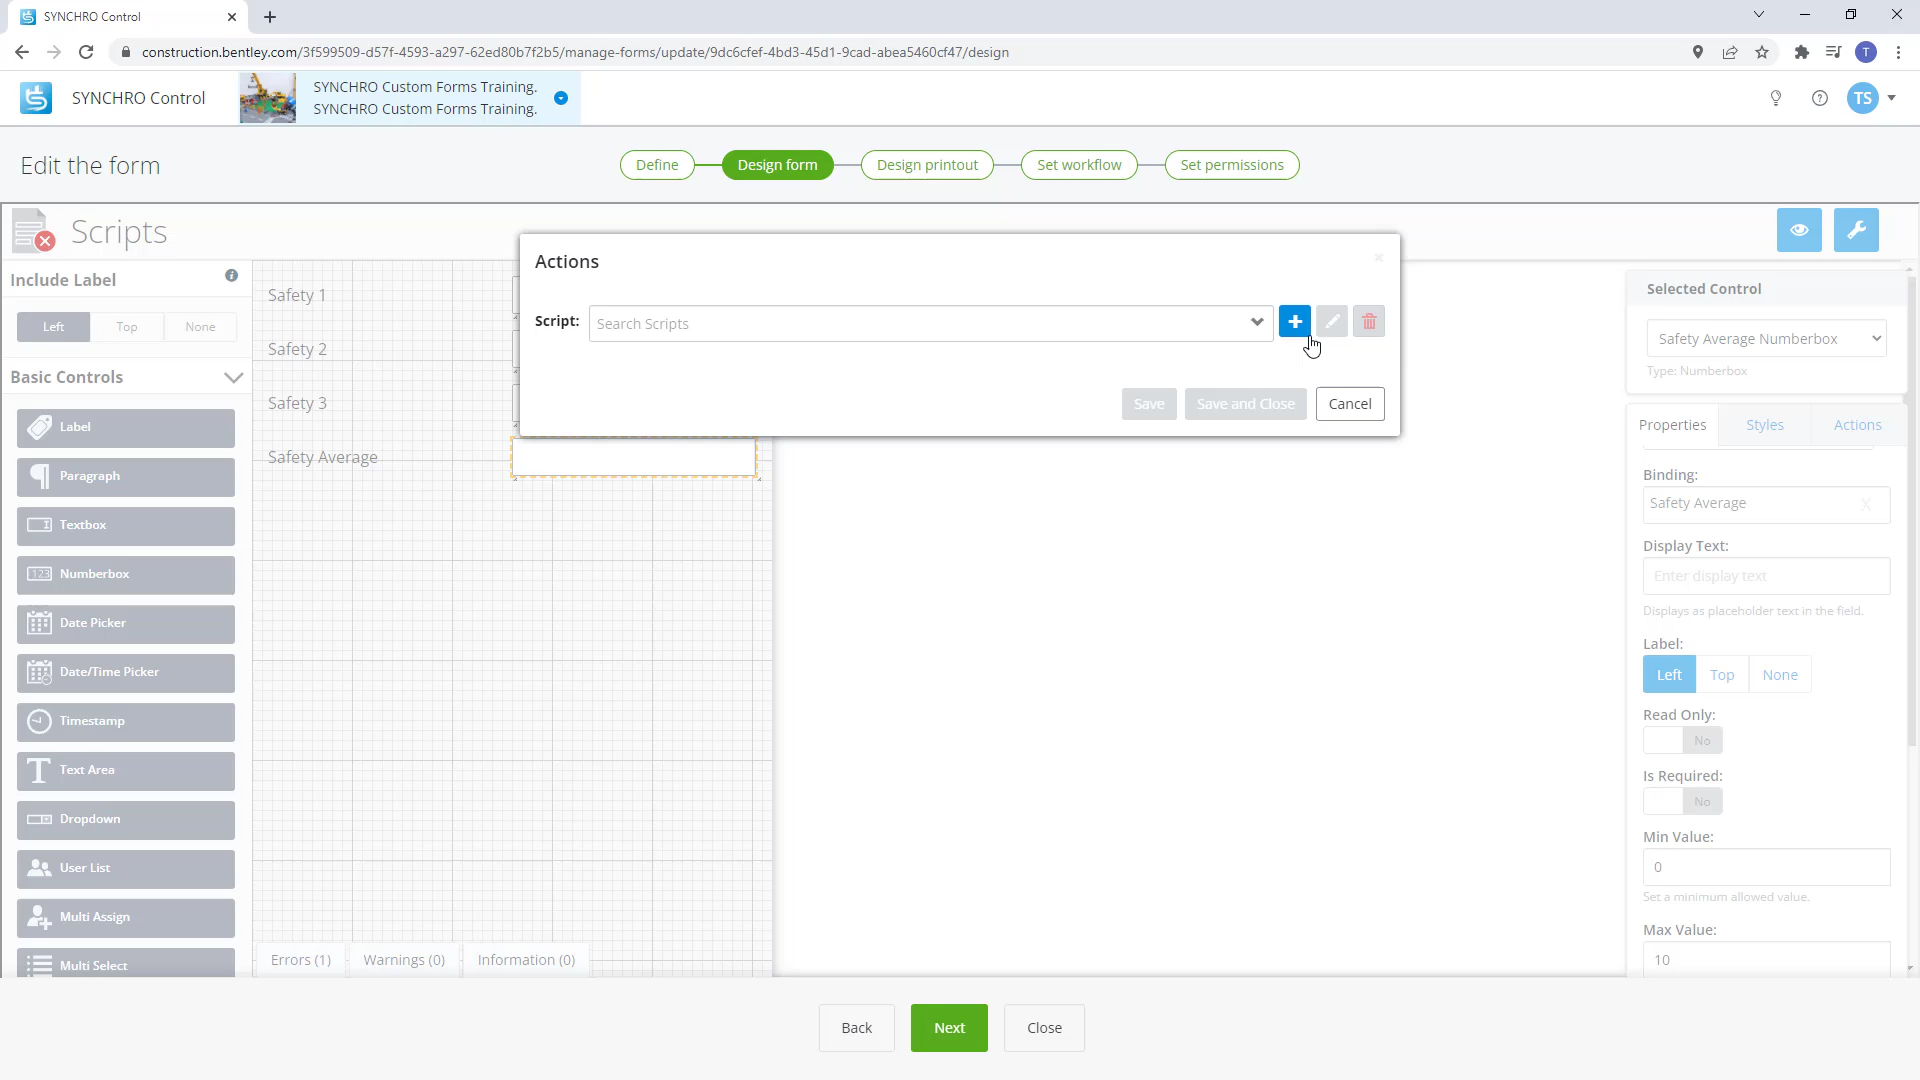 SYNCHRO Control
construction.bentley.com/3f599509-d57f-4593-a297-62ed80b7f2b5/manage-forms/update/9dc6cfef-4bd3-45d1-9cad-abea5460cf47/design
T
SYNCHRO Control
SYNCHRO Custom Forms Training.
SYNCHRO Custom Forms Training.
TS
Edit the form
Define
Design form
Design printout
Set workflow
Set permissions
Scripts
Include Label
Left
Top
None
Basic Controls
Label
Paragraph
Textbox
123
Numberbox
Date Picker
Date/Time Picker
Timestamp
Text Area
Dropdown
User List
Multi Assign
Multi Select
Safety 1
Safety 2
Safety 3
Safety Average
Errors (1)
Warnings (0)
Information (0)
Actions
Script:
Search Scripts
Save
Save and Close
Cancel
Selected Control
Safety Average Numberbox
Type: Numberbox
Properties
Styles
Actions
Binding:
Safety Average
X
Display Text:
Enter display text
Displays as placeholder text in the field.
Label:
Left
Top
None
Read Only:
No
Is Required:
No
Min Value:
0
Set a minimum allowed value.
Max Value:
10
Back
Next
Close